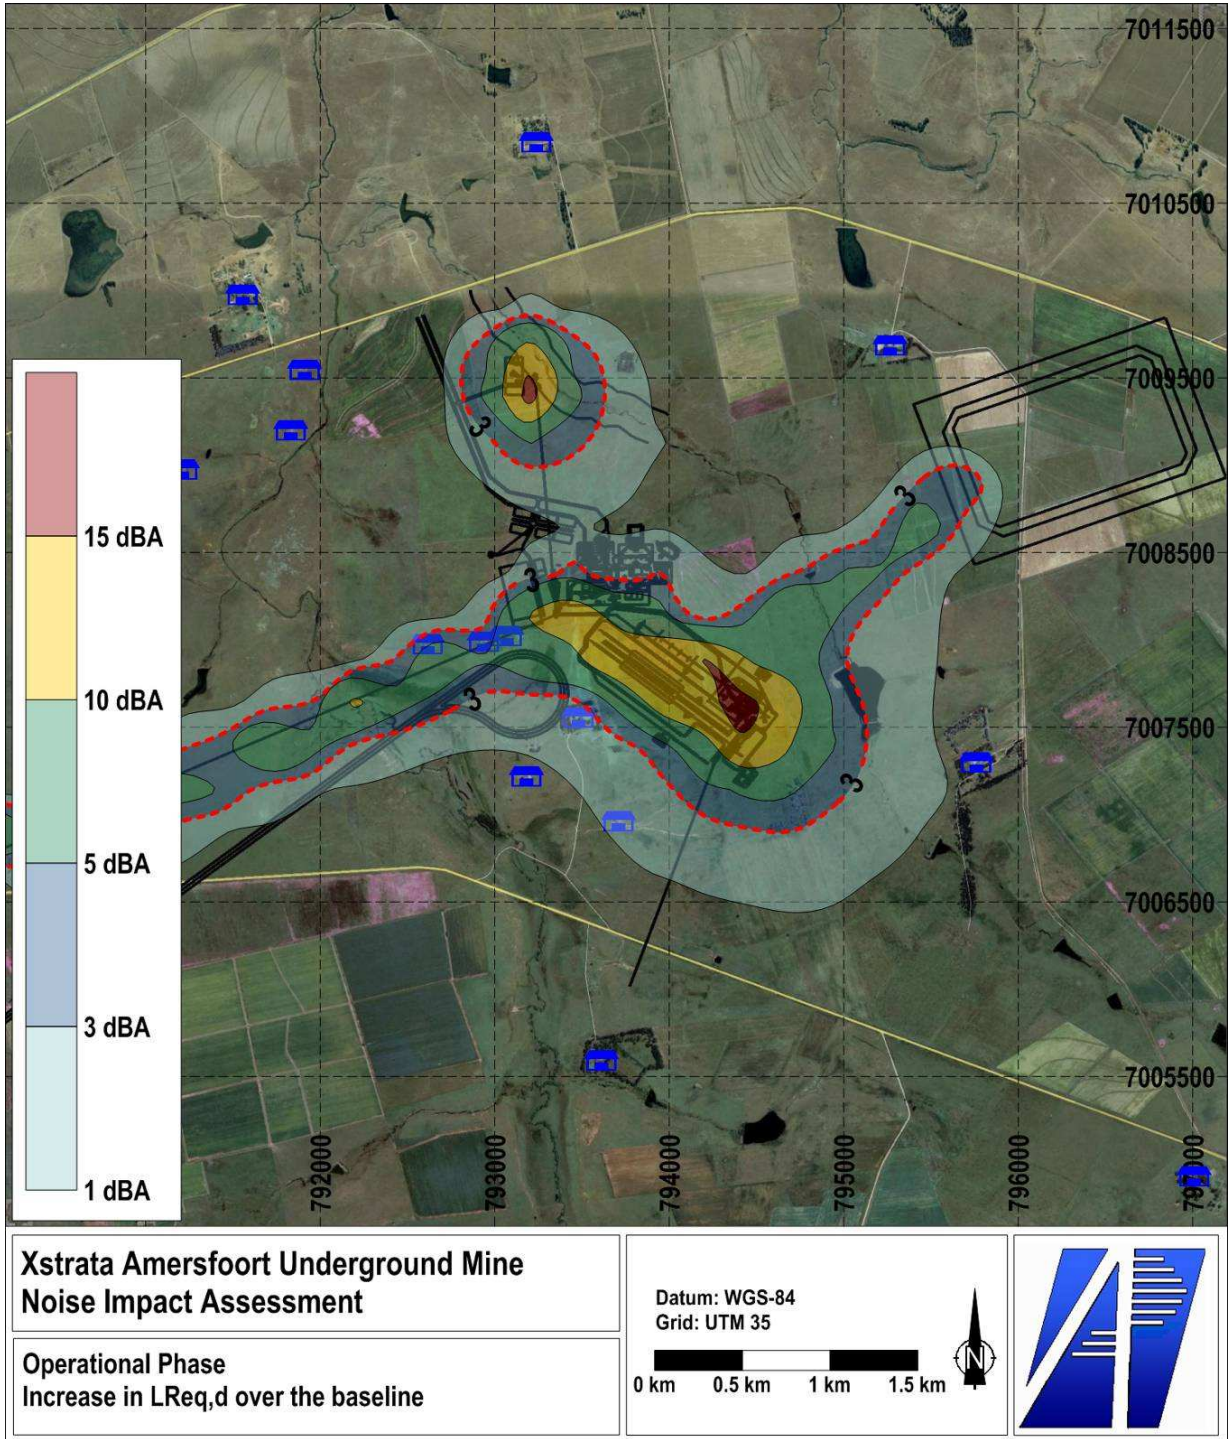 7011500
7010500
7009500
3
3
7008500
3
3
7007500
3
7006500
7005500
792000
793000
794000
795000
796000
797000
15 dBA
10 dBA
5 dBA
3 dBA
1 dBA
Xstrata Amersfoort Underground Mine
Noise Impact Assessment
Operational Phase
Increase in LReq,d over the baseline
Datum: WGS-84
Grid: UTM 35
0 km 0.5 km 1 km 1.5 km
N